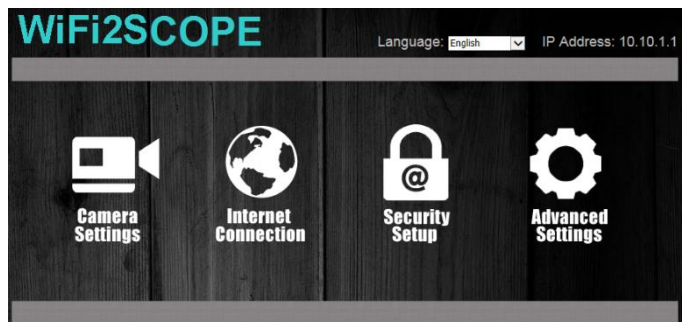 WiFi2SCOPE
Language: English IP Address: 10.10.1.1
@
Camera
Settings
Internet
Connection
Security
Setup
Advanced
Settings